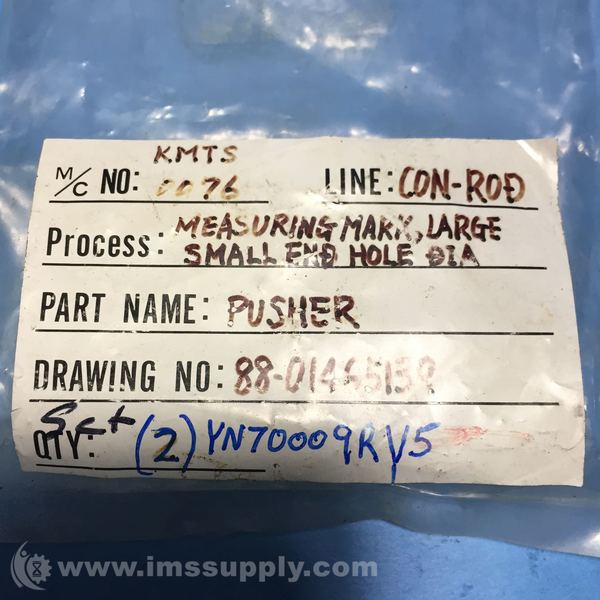 KMTS
M/C NO: 0076 LINE: CON-ROD
Process: MEASURING MARK, LARGE
SMALL END HOLE DIA
PART NAME: PUSHER
DRAWING NO: 88-01465139
Set
QTY: (2) YN70009RV5
www.imssupply.com